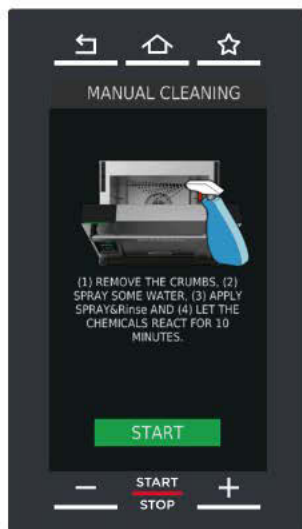 MANUAL CLEANING
(1) REMOVE THE CRUMBS, (2)
SPRAY SOME WATER, (3) APPLY
SPRAY&Rinse AND (4) LET THE
CHEMICALS REACT FOR 10
MINUTES.
START
START
STOP